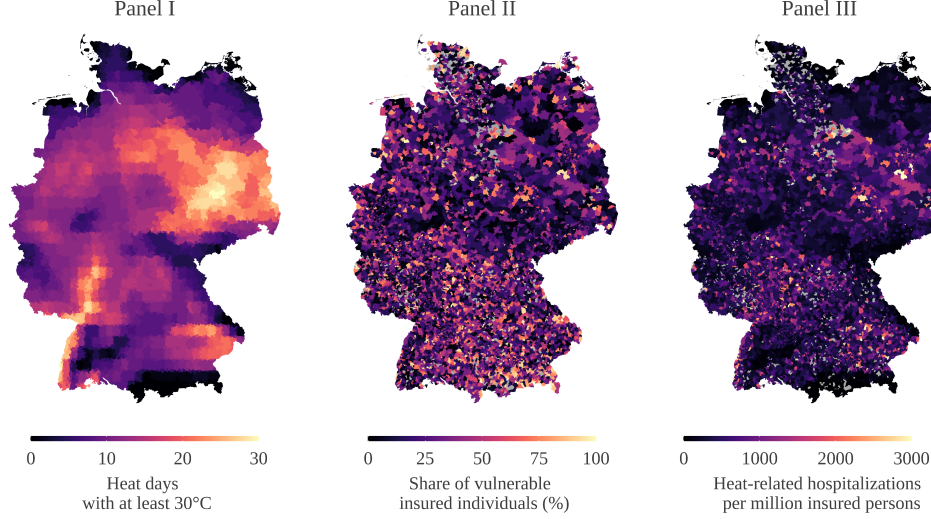 Panel I
Panel II
Panel III
0 10 20 30
0 25 50 75 100
0 1000 2000 3000
Heat days
with at least 30°C
Share of vulnerable
insured individuals (%)
Heat-related hospitalizations
per million insured persons